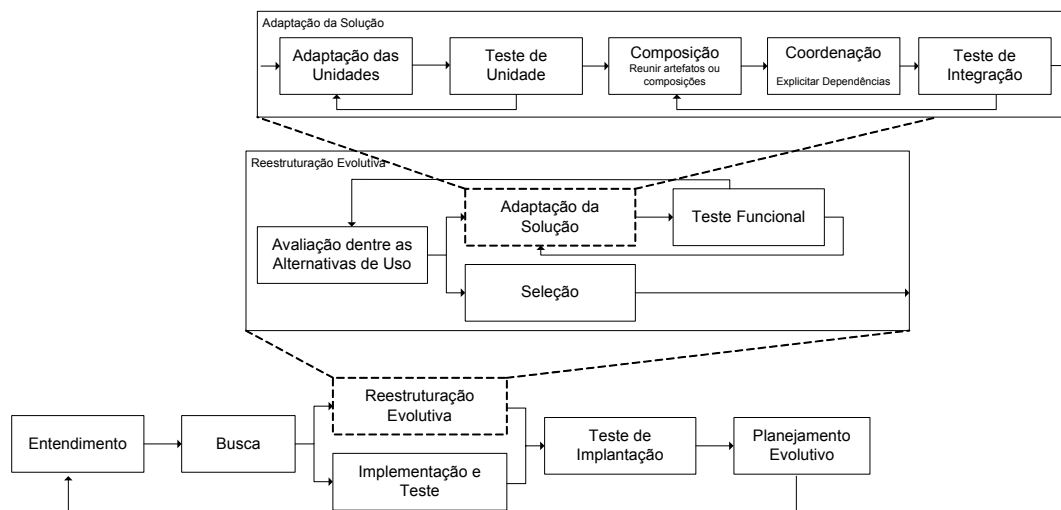 Adaptação da Solução
Adaptação das
Unidades
Teste de
Unidade
Composição
Reunir artefatos ou
composições
Coordenação
Explicitar Dependências
Teste de
Integração
Reestruturação Evolutiva
Adaptação da
Solução
Teste Funcional
Avaliação dentre as
Alternativas de Uso
Seleção
Reestruturação
Evolutiva
Entendimento
Busca
Implementação e
Teste
Teste de
Implantação
Planejamento
Evolutivo